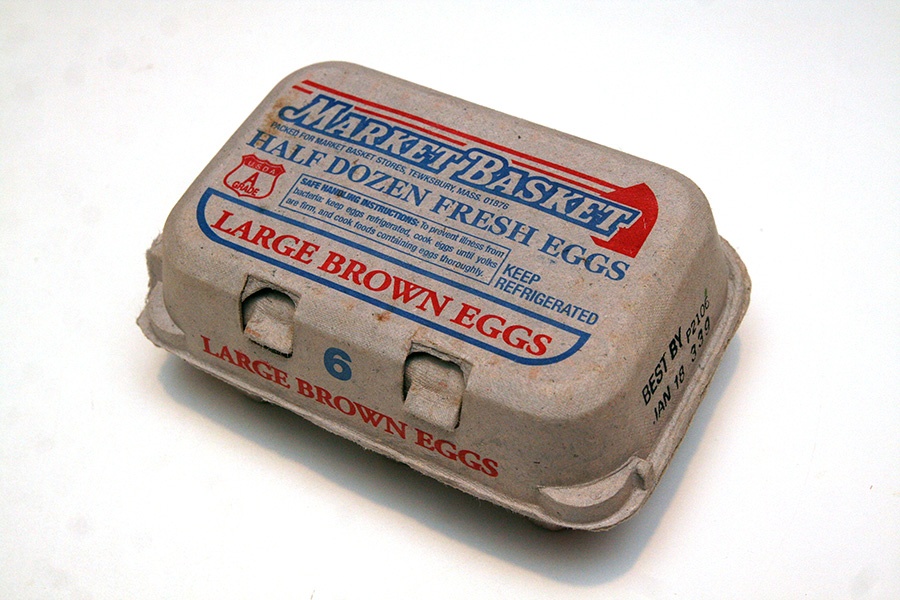 MARKET BASKET
PACKED FOR MARKET BASKET STORES, TEWKSBURY, MASS. 01876
HALF DOZEN FRESH EGGS
U.S.D.A.
A
GRADE
SAFE HANDLING INSTRUCTIONS: To prevent illness from
bacteria: keep eggs refrigerated, cook eggs until yolks
are firm, and cook foods containing eggs thoroughly.
KEEP
REFRIGERATED
LARGE BROWN EGGS
6
LARGE BROWN EGGS
BEST BY P210E
JAN 18 339